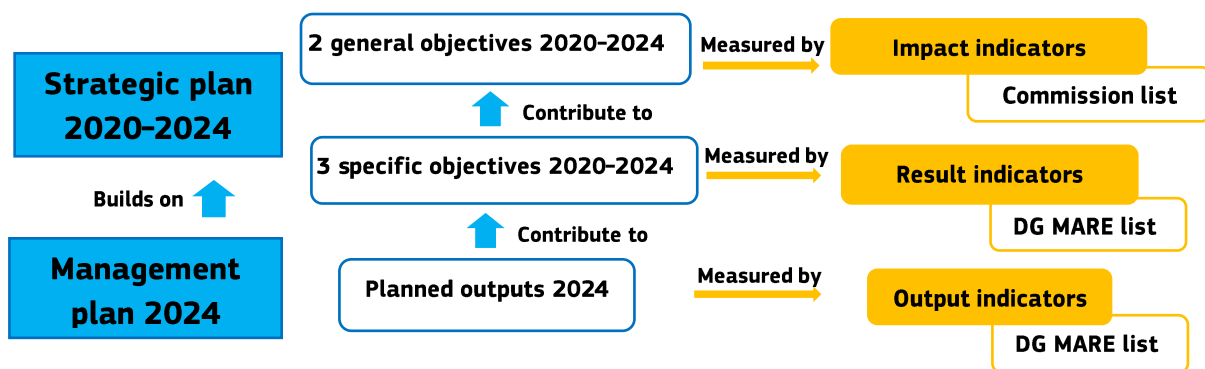 Strategic plan
2020-2024
Builds on
Management
plan 2024
2 general objectives 2020-2024
Measured by
Impact indicators
Commission list
Contribute to
3 specific objectives 2020-2024
Measured by
Result indicators
DG MARE list
Contribute to
Planned outputs 2024
Measured by
Output indicators
DG MARE list